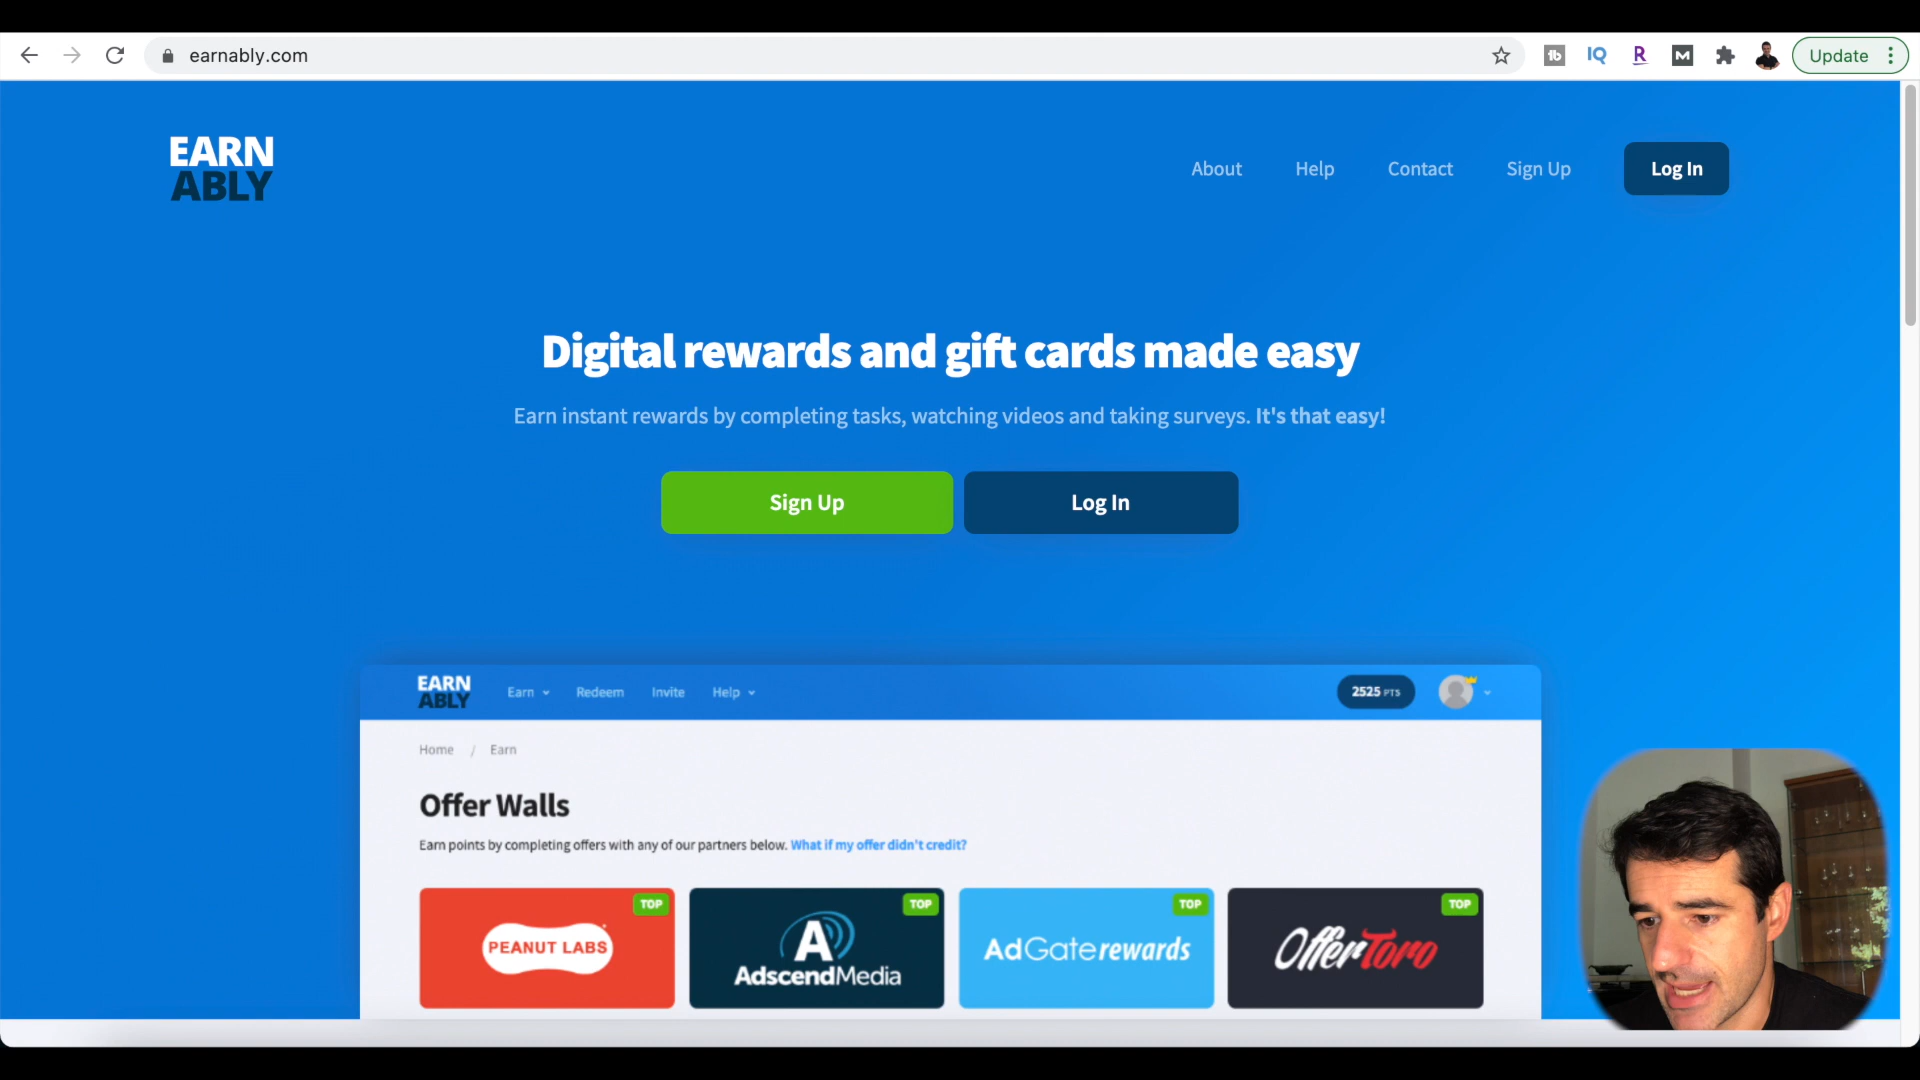 earnably.com
Update
EARN
ABLY
About
Help
Contact
Sign Up
Log In
Digital rewards and gift cards made easy
Earn instant rewards by completing tasks, watching videos and taking surveys. It's that easy!
Sign Up
Log In
EARN
ABLY
Earn
Redeem
Invite
Help
2525 PTS
Home / Earn
Offer Walls
Earn points by completing offers with any of our partners below. What if my offer didn't credit?
TOP
PEANUT LABS
TOP
AdscendMedia
TOP
AdGate rewards
TOP
OfferToro